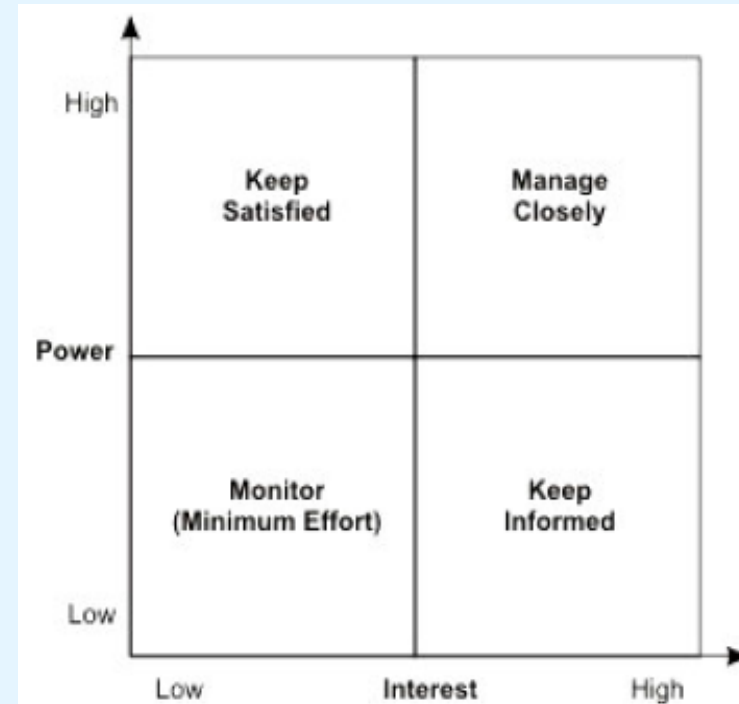 High
Keep
Satisfied
Manage
Closely
Power
Monitor
(Minimum Effort)
Keep
Informed
Low
Low
Interest
High